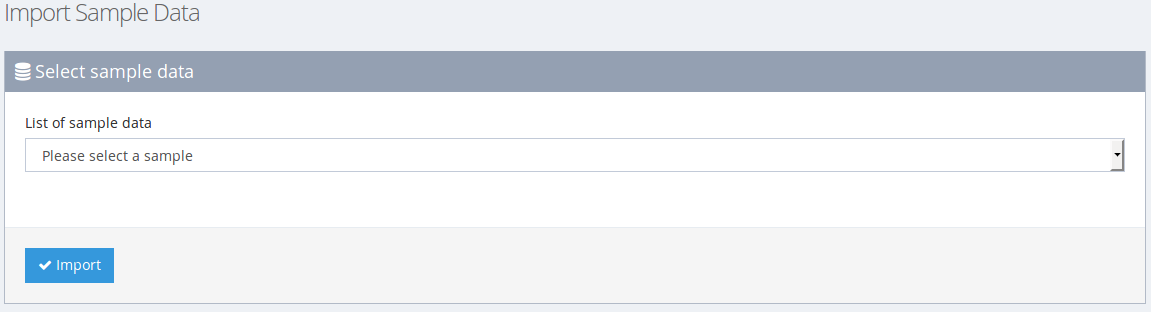 Import Sample Data
Select sample data
List of sample data
Please select a sample
Import